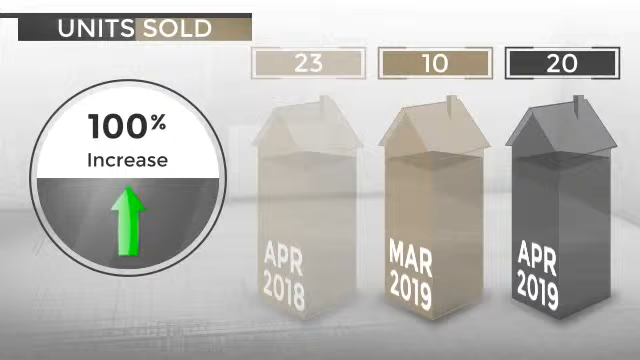 UNITS SOLD
23
10
20
100%
Increase
APR
2018
MAR
2019
APR
2019